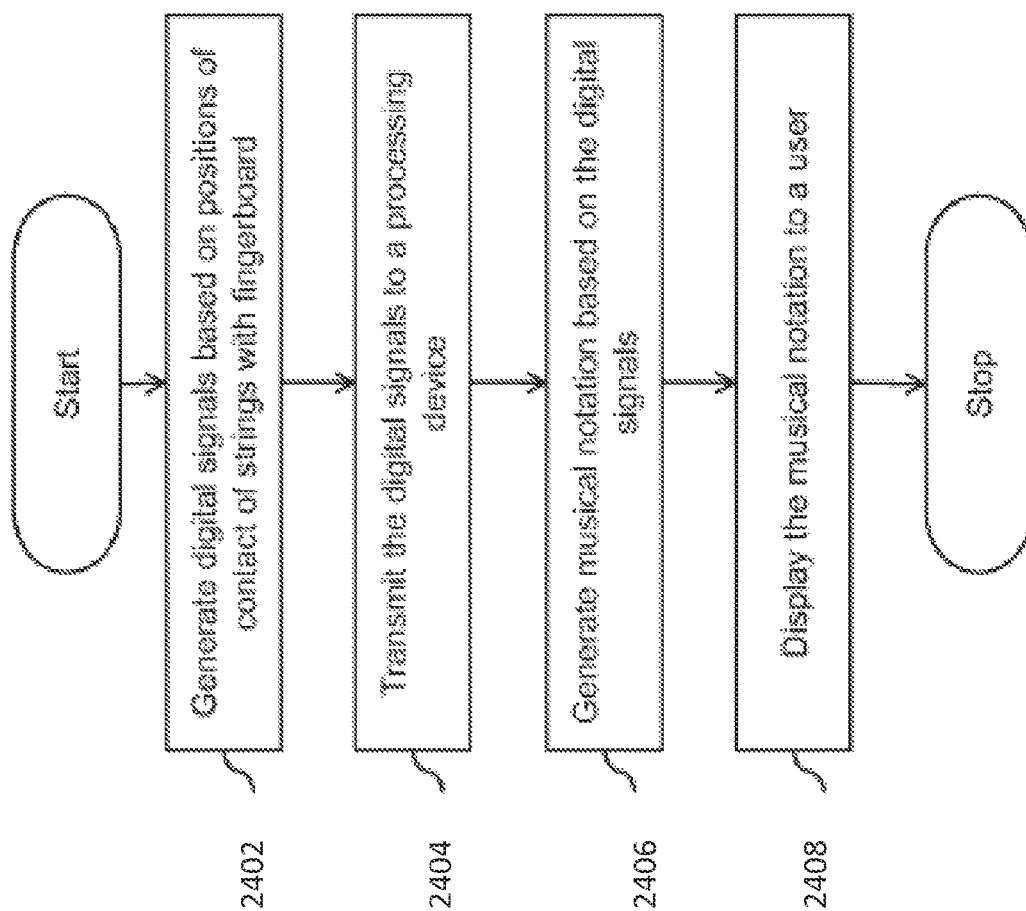 Start
2402
Generate digital signals based on positions of
contact of strings with fingerboard
2404
Transmit the digital signals to a processing
device
2406
Generate musical notation based on the digital
signals
2408
Display the musical notation to a user
Stop